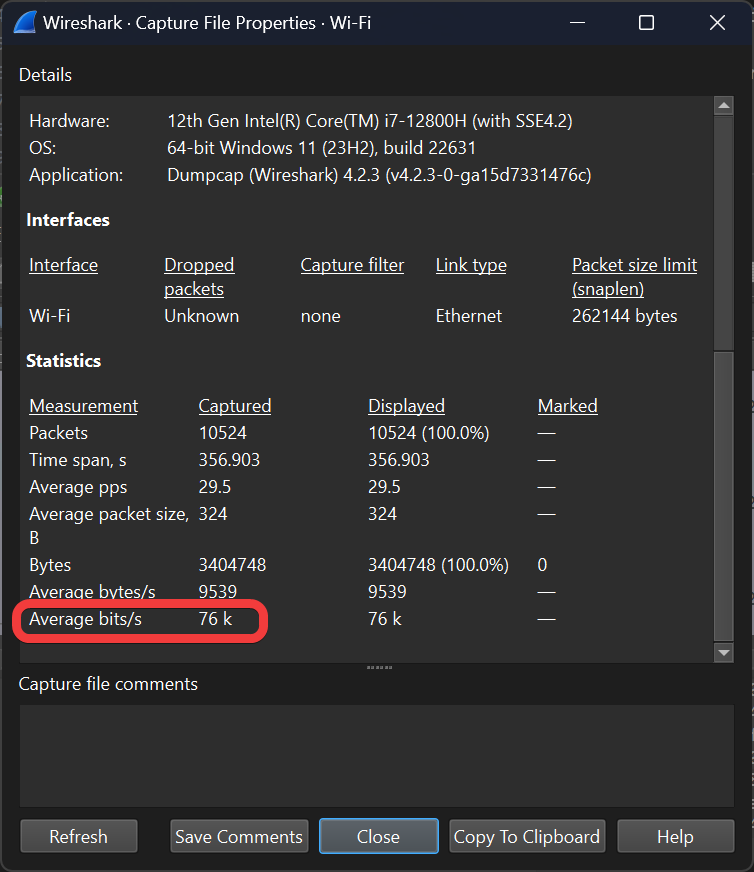 Wireshark · Capture File Properties · Wi-Fi
Details
Hardware: 12th Gen Intel(R) Core(TM) i7-12800H (with SSE4.2)
OS: 64-bit Windows 11 (23H2), build 22631
Application: Dumpcap (Wireshark) 4.2.3 (v4.2.3-0-ga15d7331476c)
Interfaces
Interface Dropped packets Capture filter Link type Packet size limit (snaplen)
Wi-Fi Unknown none Ethernet 262144 bytes
Statistics
Measurement Captured Displayed Marked
Packets 10524 10524 (100.0%) —
Time span, s 356.903 356.903 —
Average pps 29.5 29.5 —
Average packet size, B 324 324 —
Bytes 3404748 3404748 (100.0%) 0
Average bytes/s 9539 9539 —
Average bits/s 76 k 76 k —
Capture file comments
Refresh Save Comments Close Copy To Clipboard Help